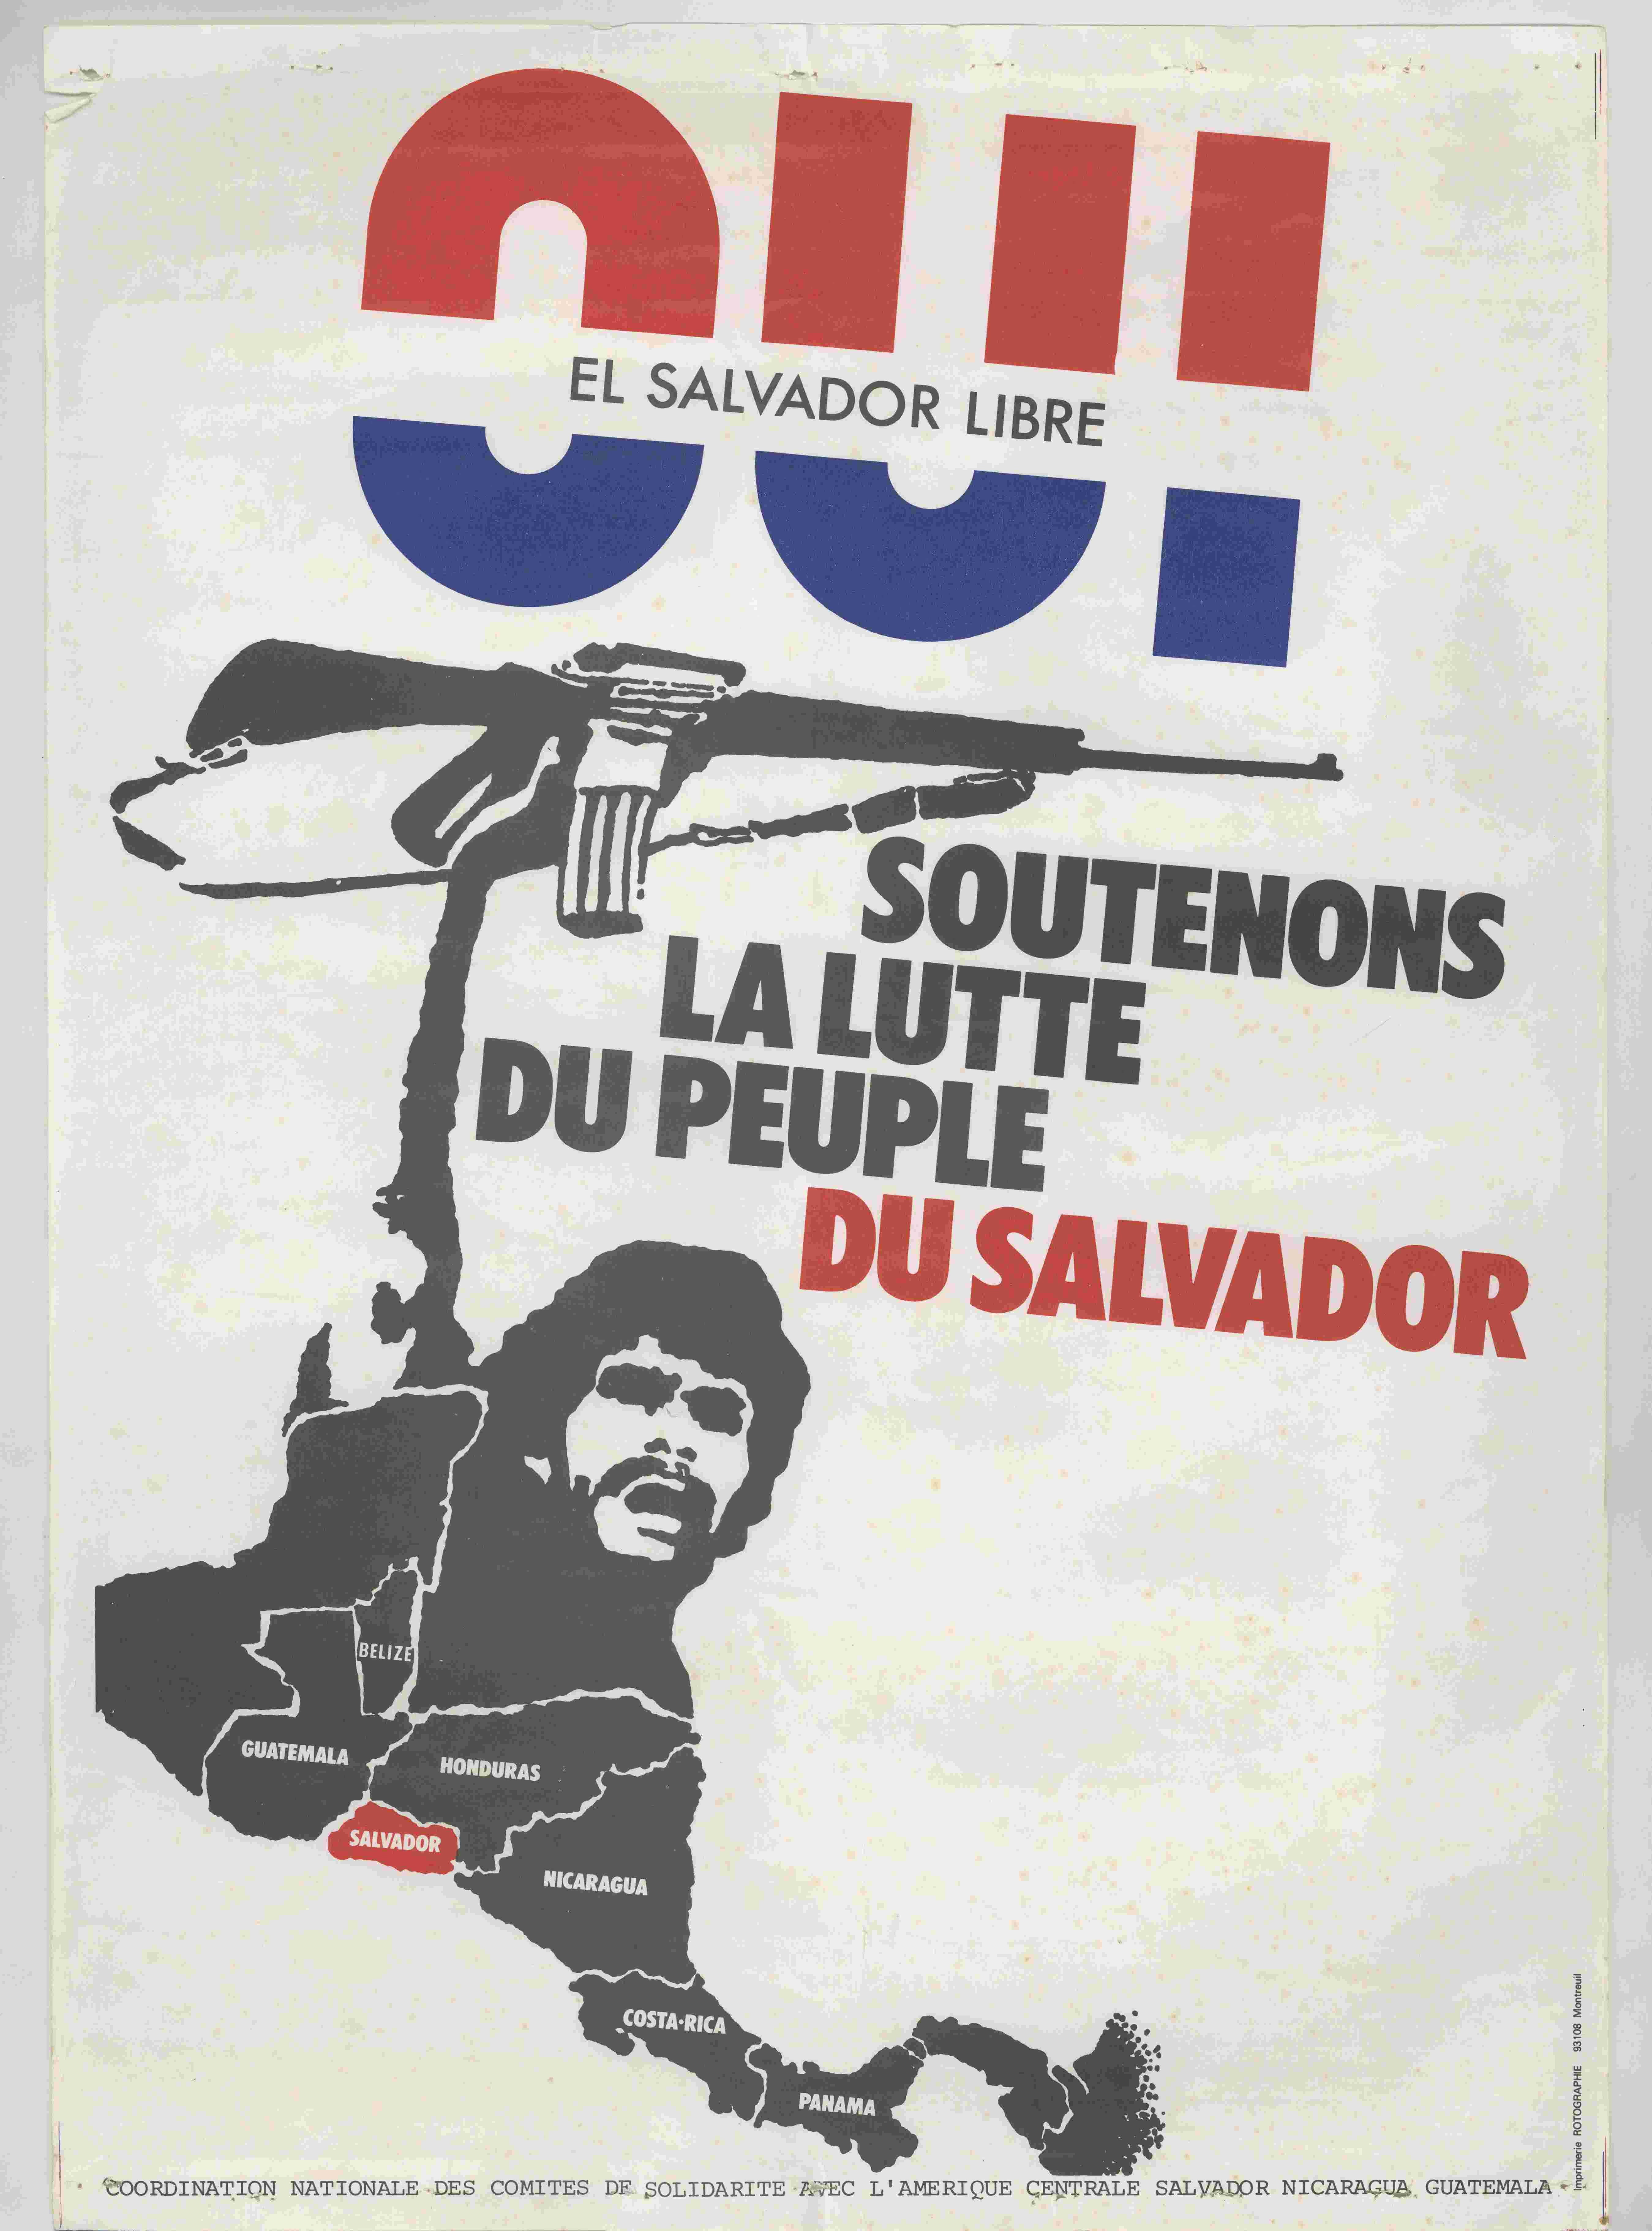 OUI
EL SALVADOR LIBRE
SOUTENONS
LA LUTTE
DU PEUPLE
DU SALVADOR
BELIZE
GUATEMALA
HONDURAS
SALVADOR
NICARAGUA
COSTA·RICA
PANAMA
COORDINATION NATIONALE DES COMITES DE SOLIDARITE AVEC L'AMERIQUE CENTRALE SALVADOR NICARAGUA GUATEMALA
Imprimerie ROTOGRAPHIE 93108 Montreuil